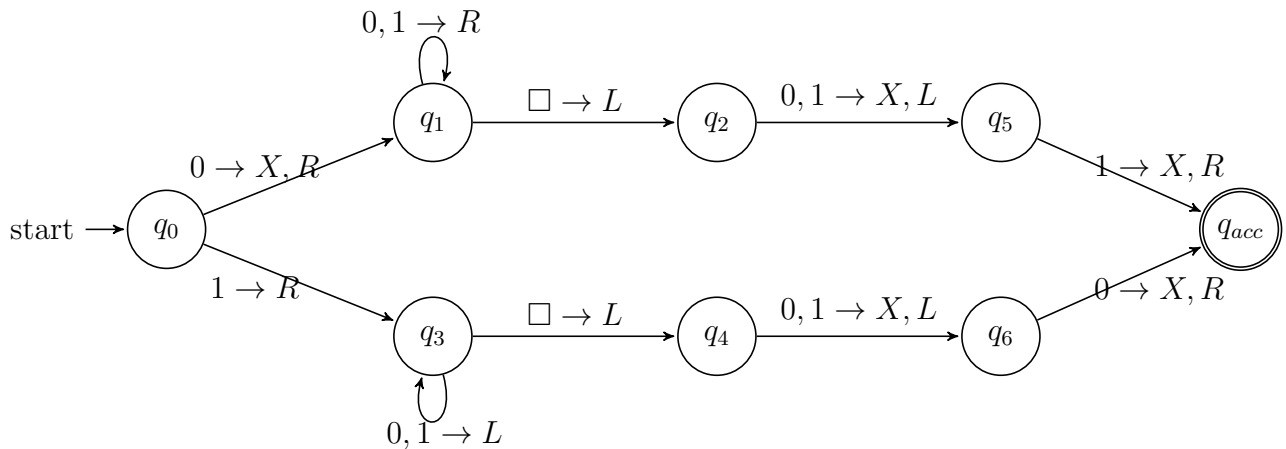 0, 1 → R
q₁
□ → L
q₂
0, 1 → X, L
q₅
0 → X, R
1 → X, R
start
q₀
q_acc
1 → R
0 → X, R
q₃
□ → L
q₄
0, 1 → X, L
q₆
0, 1 → L